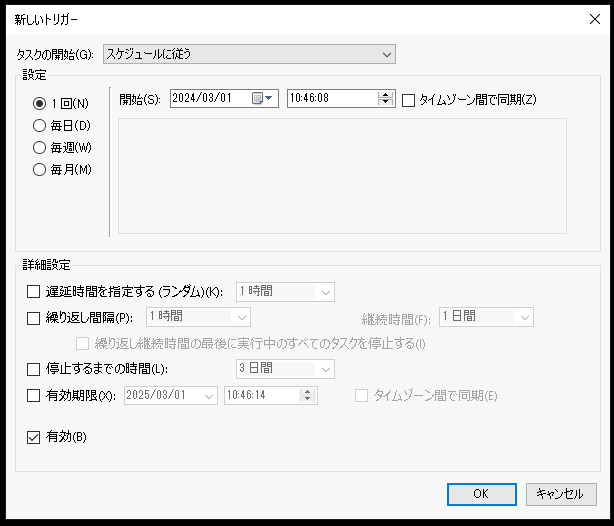 新しいトリガー
タスクの開始(G): スケジュールに従う
設定
1 回(N)
毎日(D)
毎週(W)
毎月(M)
開始(S): 2024/03/01 10:46:08 タイムゾーン間で同期(Z)
詳細設定
遅延時間を指定する (ランダム)(K): 1 時間
繰り返し間隔(P): 1 時間 継続時間(F): 1 日間
繰り返し継続時間の最後に実行中のすべてのタスクを停止する(I)
停止するまでの時間(L): 3 日間
有効期限(X): 2025/03/01 10:46:14 タイムゾーン間で同期(E)
有効(B)
OK キャンセル